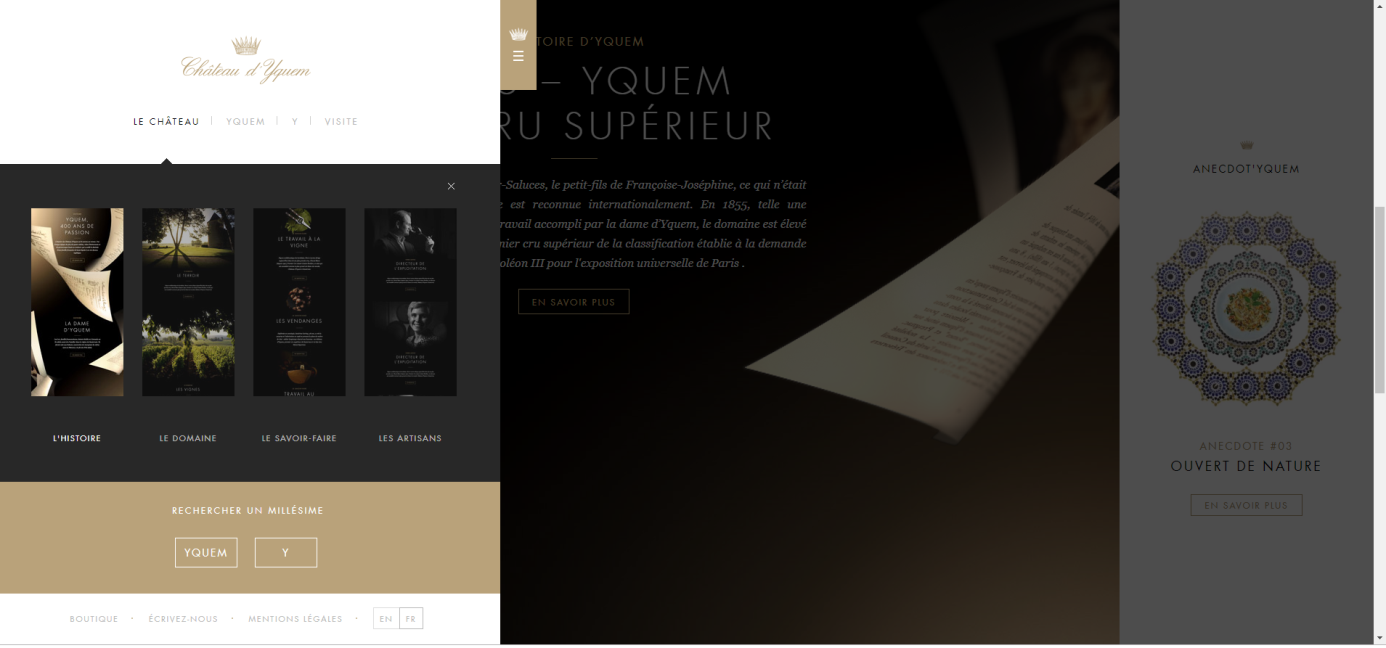 Château d'Yquem
LE CHÂTEAU
YQUEM
Y
VISITE
YQUEM,
400 ANS DE
PASSION
LA DAME
D'YQUEM
LE TERROIR
LES VIGNES
LE TRAVAIL À LA
VIGNE
LES VENDANGES
TRAVAIL AU
DIRECTEUR DE
L'EXPLOITATION
DIRECTEUR DE
L'EXPLOITATION
L'HISTOIRE
LE DOMAINE
LE SAVOIR-FAIRE
LES ARTISANS
RECHERCHER UN MILLÉSIME
YQUEM
Y
BOUTIQUE · ÉCRIVEZ-NOUS · MENTIONS LÉGALES ·
EN
FR
TOIRE D'YQUEM
– YQUEM
RU SUPÉRIEUR
-Saluces, le petit-fils de Françoise-Joséphine, ce qui n'était
est reconnue internationalement. En 1855, telle une
ravail accompli par la dame d'Yquem, le domaine est élevé
nier cru supérieur de la classification établie à la demande
oléon III pour l'exposition universelle de Paris .
EN SAVOIR PLUS
ANECDOT'YQUEM
ANECDOTE #03
OUVERT DE NATURE
EN SAVOIR PLUS